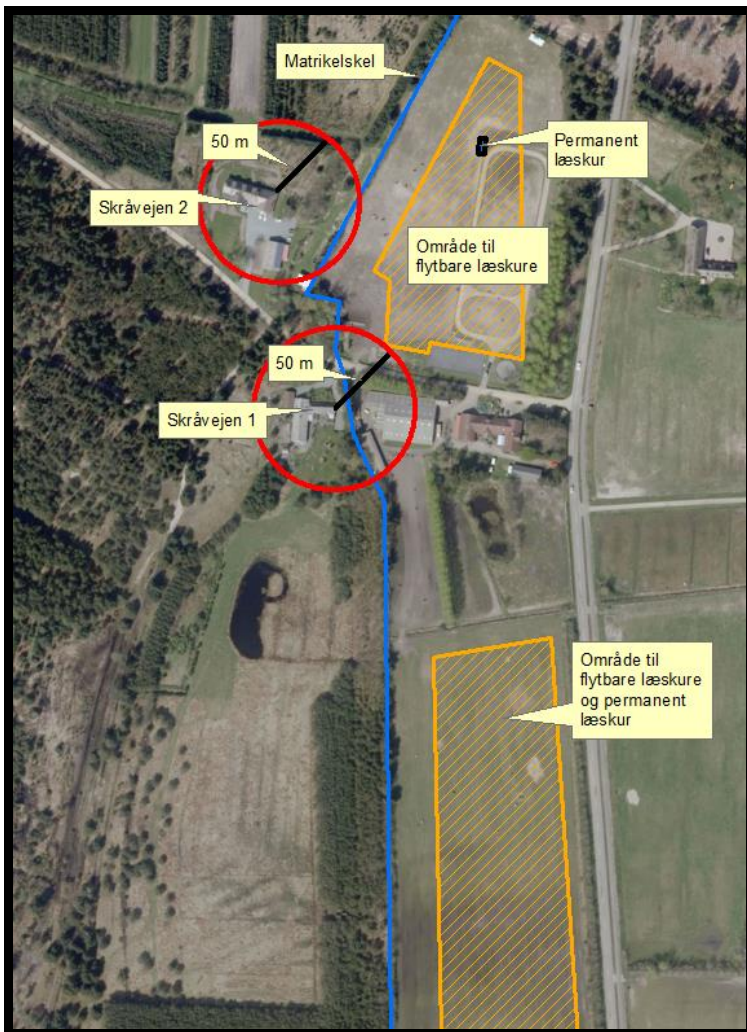 Matrikelskel
50 m
Permanent
læskur
Skråvejen 2
Område til
flytbare læskure
50 m
Skråvejen 1
Område til
flytbare læskure
og permanent
læskur